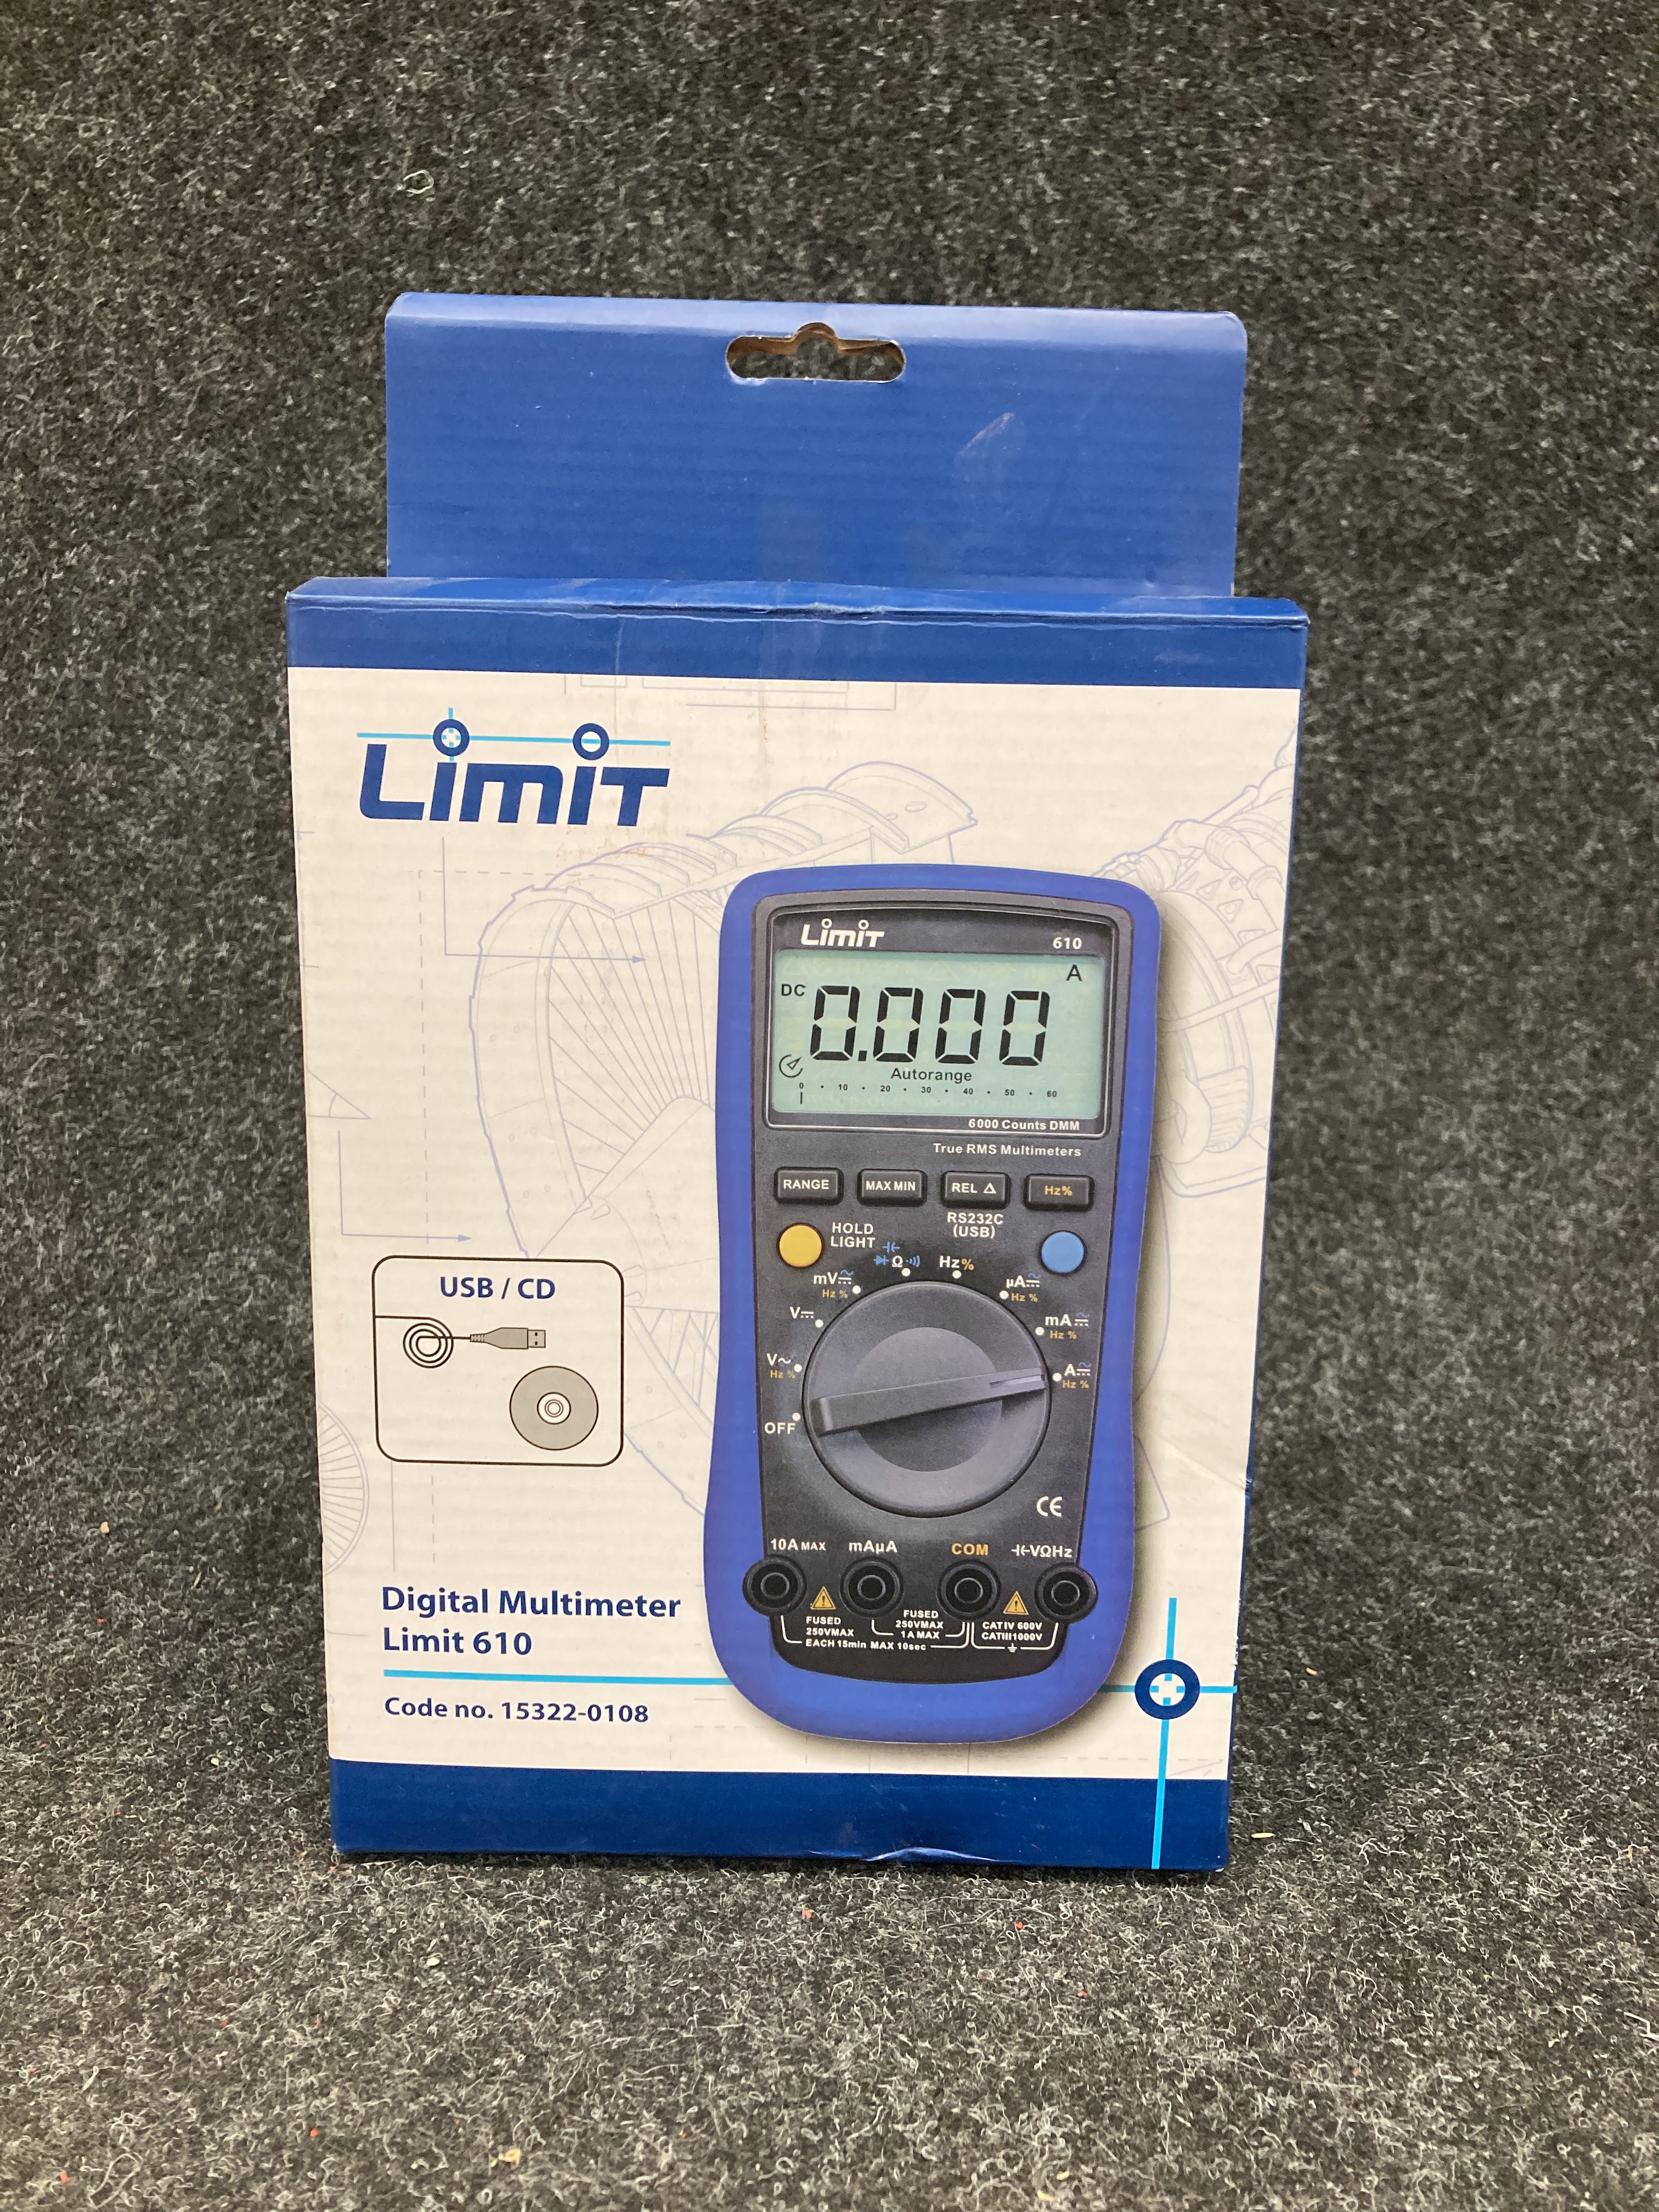 Limit
Limit
610
A
DC
0.000
Autorange
0 10 20 30 40 50 60
6000 Counts DMM
True RMS Multimeters
RANGE
MAX MIN
REL Δ
Hz%
RS232C
(USB)
HOLD
LIGHT
Ω
Hz%
mV
Hz %
µA
Hz %
V
mA
Hz %
V~
Hz %
A
Hz %
OFF
CE
USB / CD
10A MAX
mAµA
COM
VΩHz
FUSED
250VMAX
FUSED
250VMAX
1A MAX
CATIV 600V
CATIII1000V
EACH 15min MAX 10sec
Digital Multimeter
Limit 610
Code no. 15322-0108